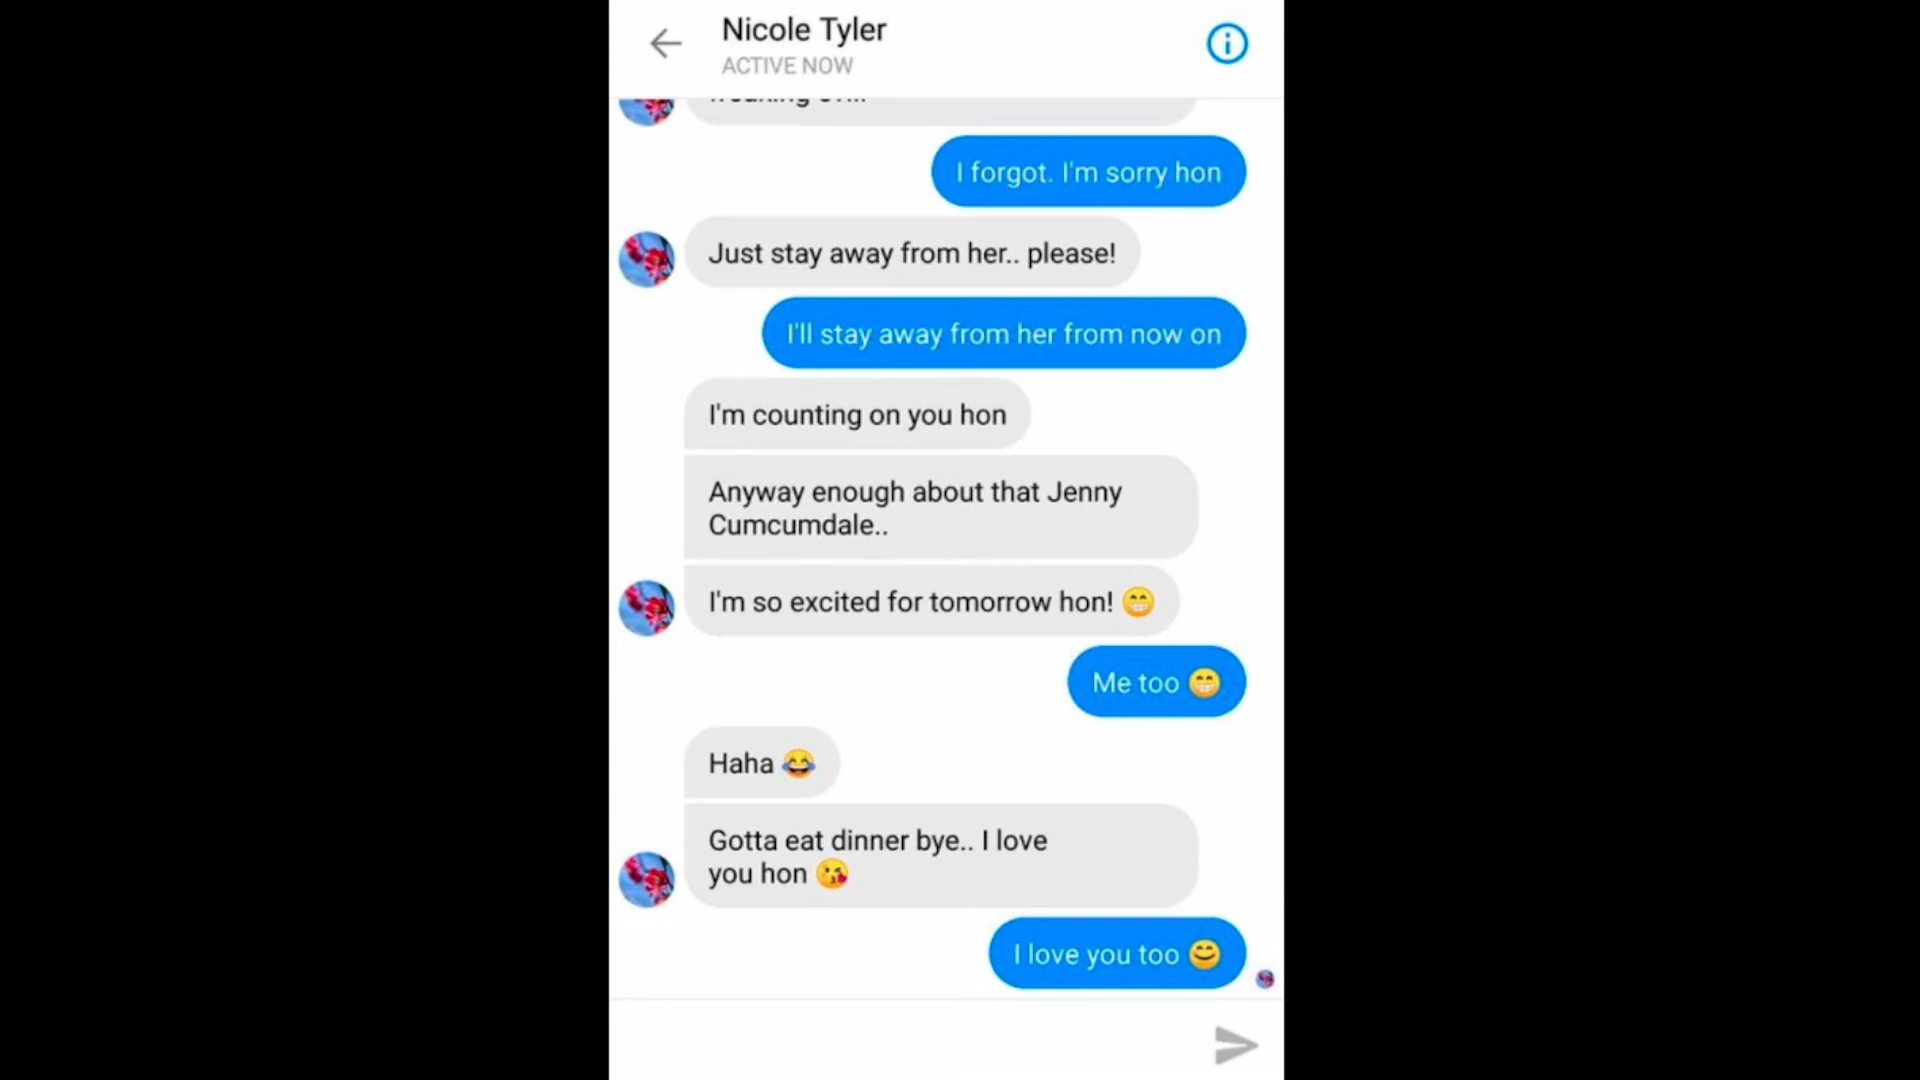 Nicole Tyler
ACTIVE NOW
I forgot. I'm sorry hon
Just stay away from her.. please!
I'll stay away from her from now on
I'm counting on you hon
Anyway enough about that Jenny
Cumcumdale..
I'm so excited for tomorrow hon! 😁
Me too 😁
Haha 😂
Gotta eat dinner bye.. I love
you hon 😘
I love you too 😊